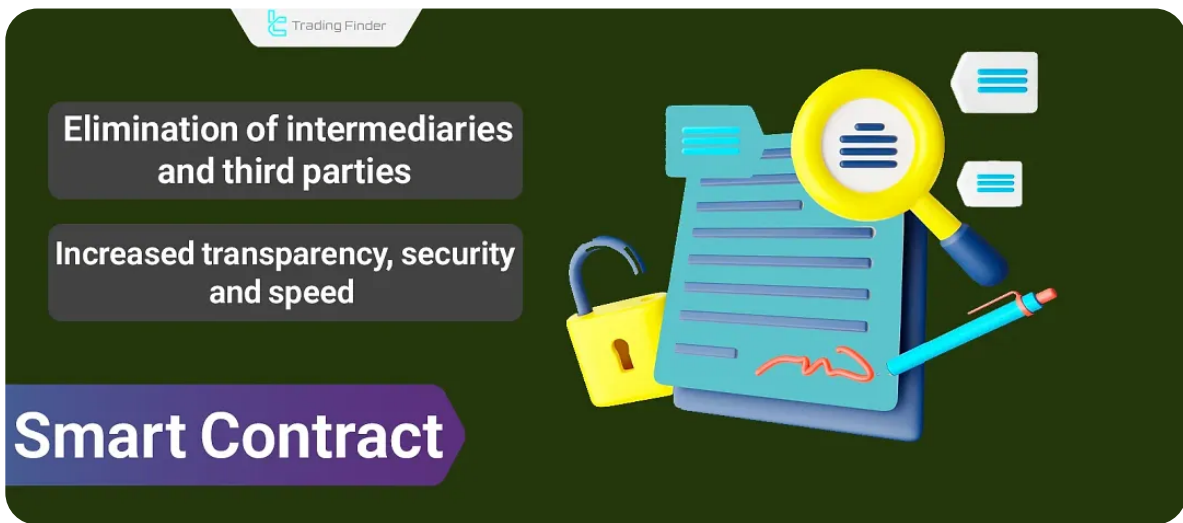 Trading Finder
Elimination of intermediaries
and third parties
Increased transparency, security
and speed
Smart Contract